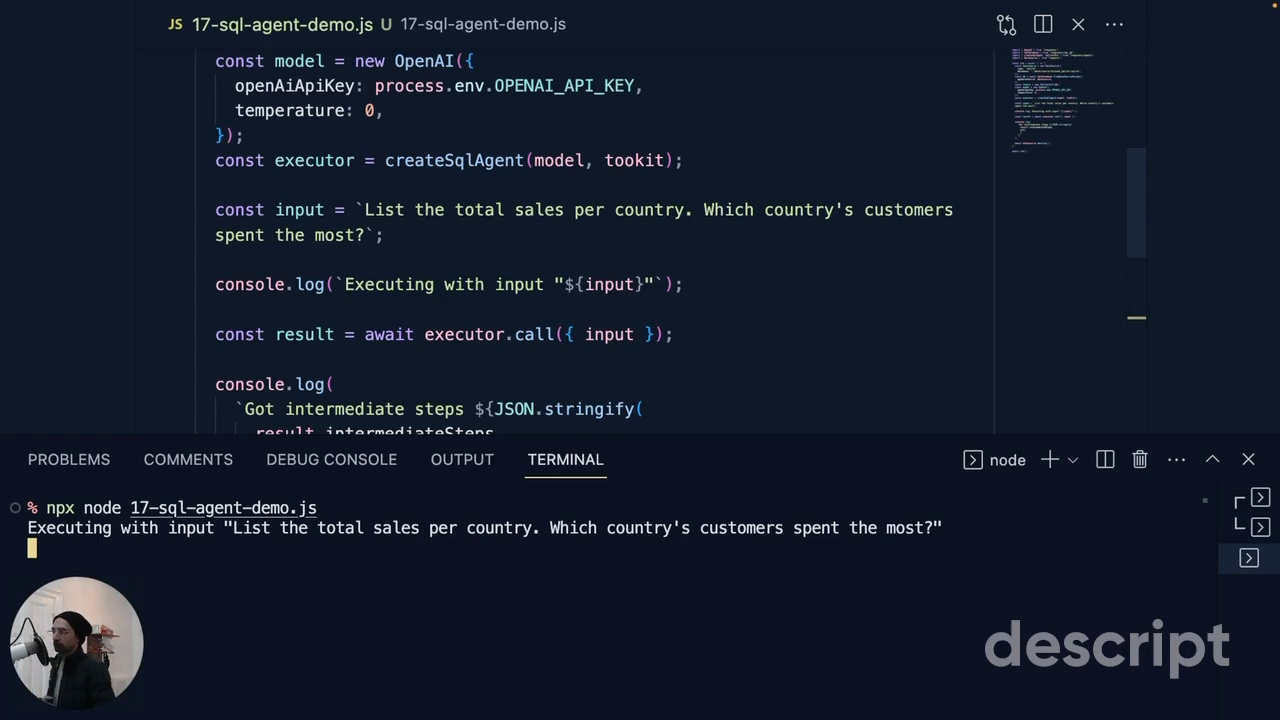 JS 17-sql-agent-demo.js U 17-sql-agent-demo.js
const model = new OpenAI({
openAiApiKey: process.env.OPENAI_API_KEY,
temperature: 0,
});
const executor = createSqlAgent(model, tookit);
const input = `List the total sales per country. Which country's customers
spent the most?`;
console.log(`Executing with input "${input}"`);
const result = await executor.call({ input });
console.log(
`Got intermediate steps ${JSON.stringify(
result.intermediateSteps
PROBLEMS COMMENTS DEBUG CONSOLE OUTPUT TERMINAL node
% npx node 17-sql-agent-demo.js
Executing with input "List the total sales per country. Which country's customers spent the most?"
descript